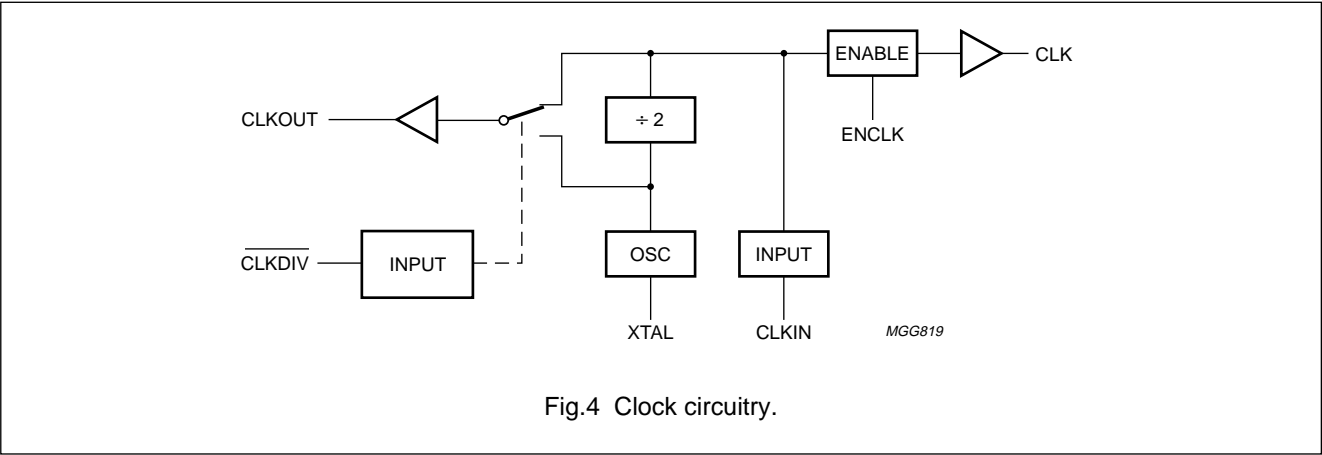 ENABLE
CLK
CLKOUT
÷ 2
ENCLK
CLKDIV
INPUT
OSC
INPUT
XTAL
CLKIN
MGG819
Fig.4 Clock circuitry.